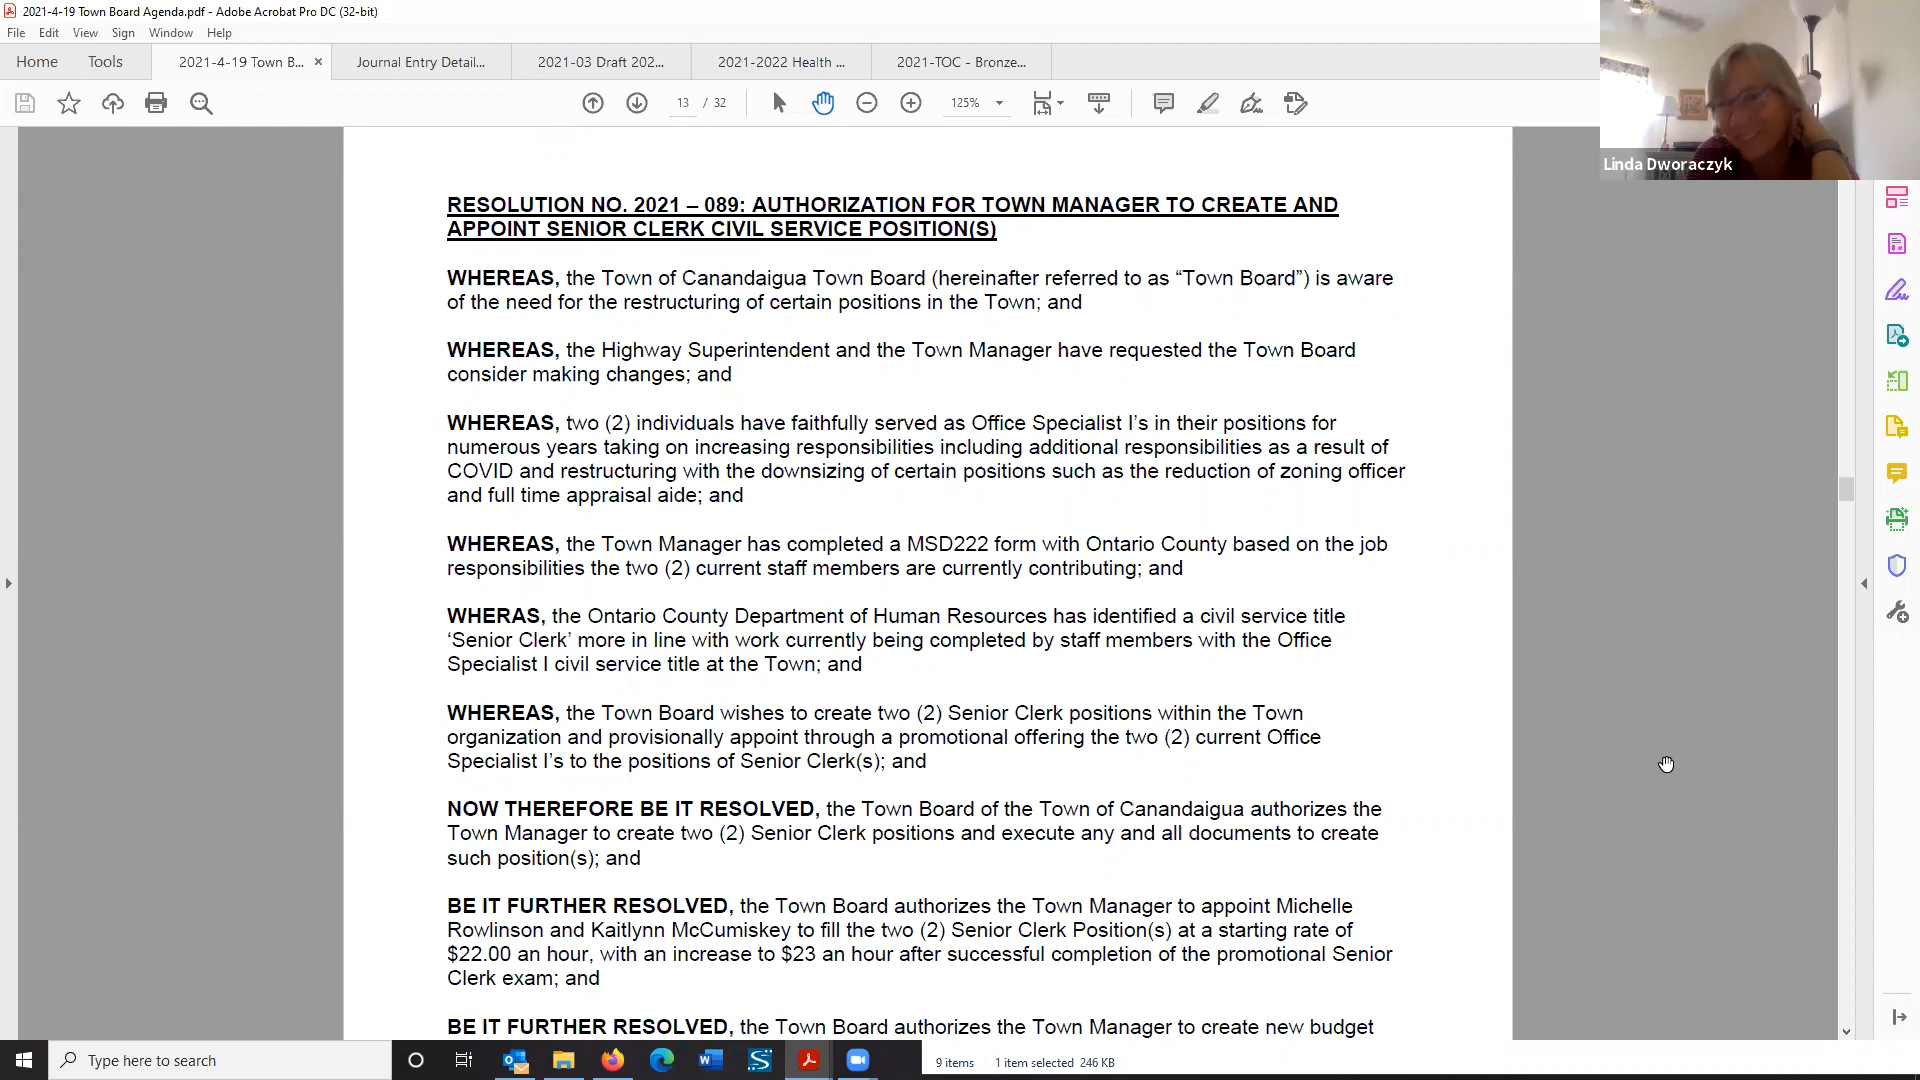 2021-4-19 Town Board Agenda.pdf - Adobe Acrobat Pro DC (32-bit)
File Edit View Sign Window Help
Home Tools 2021-4-19 Town B... × Journal Entry Detail... 2021-03 Draft 202... 2021-2022 Health ... 2021-TOC - Bronze...
13 / 32 125%
Linda Dworaczyk
RESOLUTION NO. 2021 – 089: AUTHORIZATION FOR TOWN MANAGER TO CREATE AND
APPOINT SENIOR CLERK CIVIL SERVICE POSITION(S)
WHEREAS, the Town of Canandaigua Town Board (hereinafter referred to as “Town Board”) is aware
of the need for the restructuring of certain positions in the Town; and
WHEREAS, the Highway Superintendent and the Town Manager have requested the Town Board
consider making changes; and
WHEREAS, two (2) individuals have faithfully served as Office Specialist I’s in their positions for
numerous years taking on increasing responsibilities including additional responsibilities as a result of
COVID and restructuring with the downsizing of certain positions such as the reduction of zoning officer
and full time appraisal aide; and
WHEREAS, the Town Manager has completed a MSD222 form with Ontario County based on the job
responsibilities the two (2) current staff members are currently contributing; and
WHERAS, the Ontario County Department of Human Resources has identified a civil service title
‘Senior Clerk’ more in line with work currently being completed by staff members with the Office
Specialist I civil service title at the Town; and
WHEREAS, the Town Board wishes to create two (2) Senior Clerk positions within the Town
organization and provisionally appoint through a promotional offering the two (2) current Office
Specialist I’s to the positions of Senior Clerk(s); and
NOW THEREFORE BE IT RESOLVED, the Town Board of the Town of Canandaigua authorizes the
Town Manager to create two (2) Senior Clerk positions and execute any and all documents to create
such position(s); and
BE IT FURTHER RESOLVED, the Town Board authorizes the Town Manager to appoint Michelle
Rowlinson and Kaitlynn McCumiskey to fill the two (2) Senior Clerk Position(s) at a starting rate of
$22.00 an hour, with an increase to $23 an hour after successful completion of the promotional Senior
Clerk exam; and
BE IT FURTHER RESOLVED, the Town Board authorizes the Town Manager to create new budget
Type here to search
9 items 1 item selected 246 KB